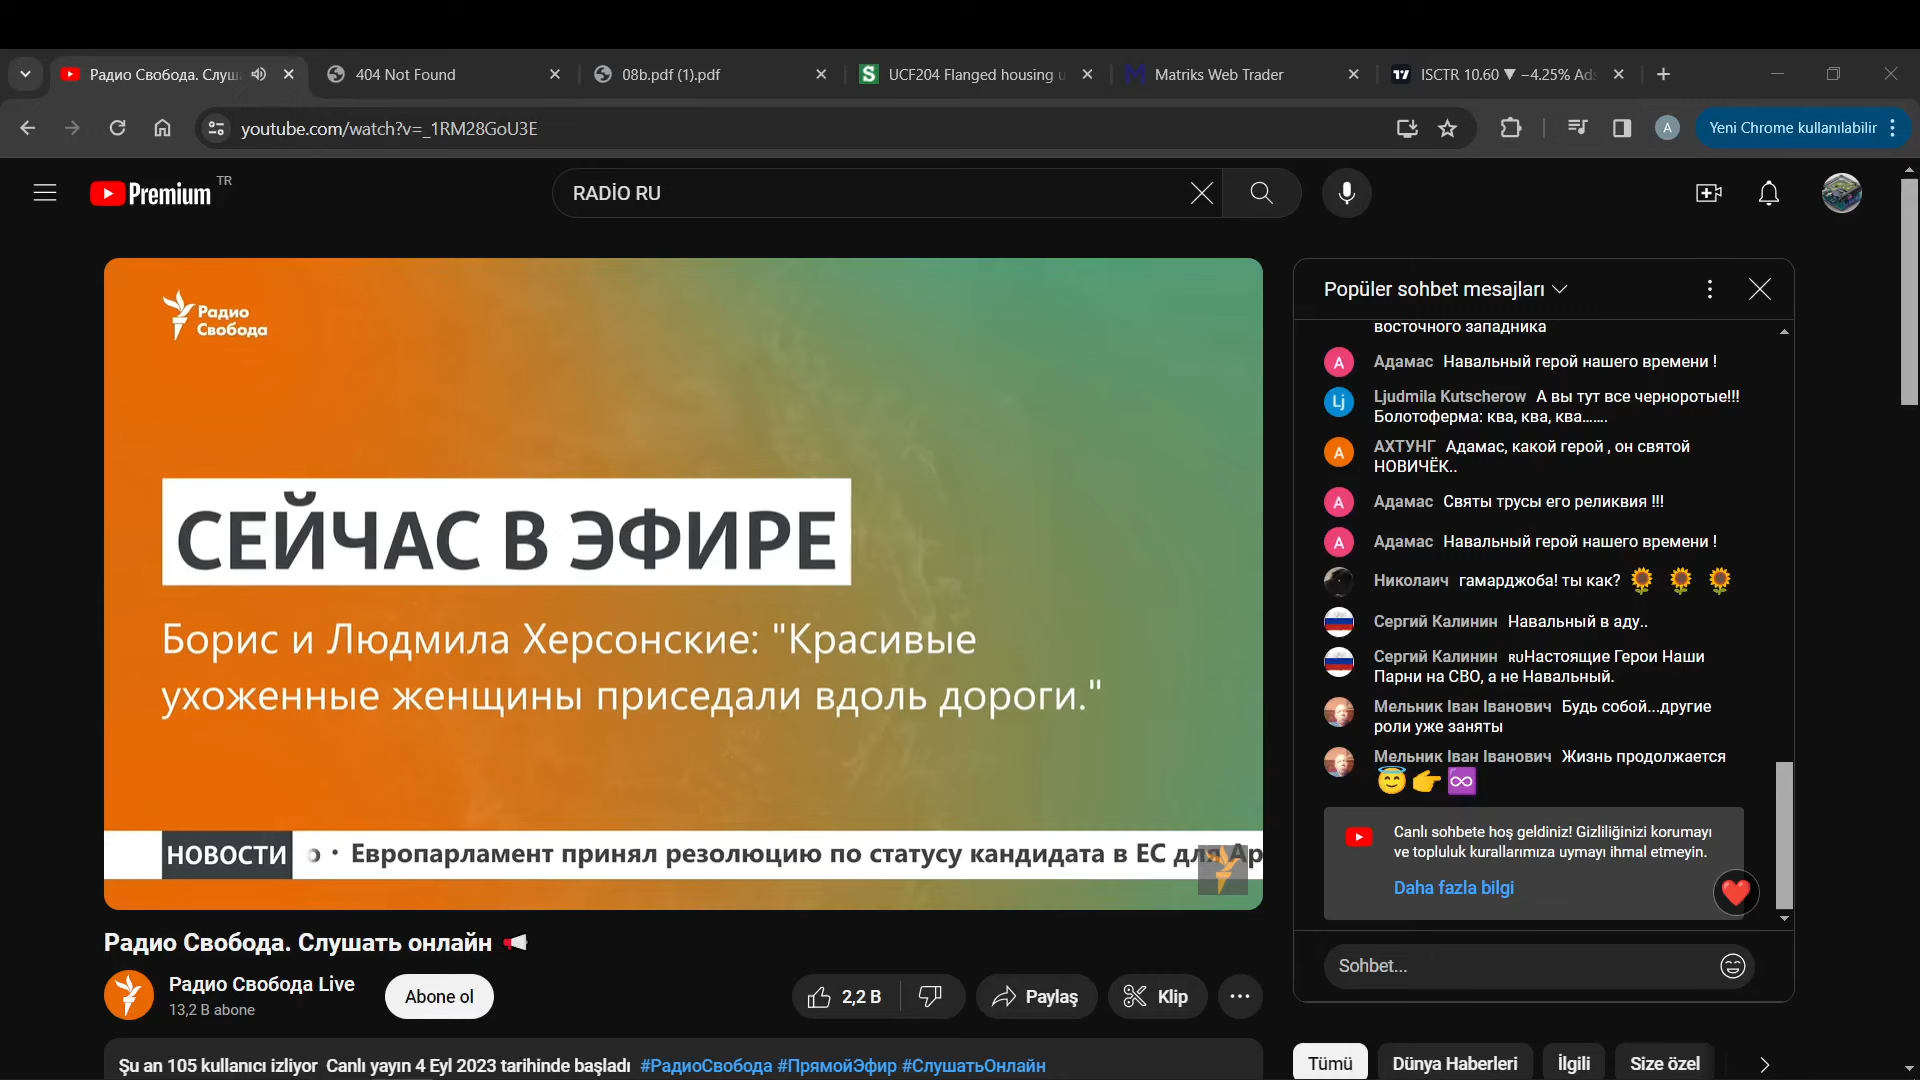 Радио Свобода. Слуш
404 Not Found
08b.pdf (1).pdf
UCF204 Flanged housing u
Matriks Web Trader
ISCTR 10.60 ▼ −4.25% Ad
youtube.com/watch?v=_1RM28GoU3E
A
Yeni Chrome kullanılabilir
Premium TR
RADİO RU
Радио
Свобода
СЕЙЧАС В ЭФИРЕ
Борис и Людмила Херсонские: "Красивые
ухоженные женщины приседали вдоль дороги."
НОВОСТИ
· Европарламент принял резолюцию по статусу кандидата в ЕС для Ар
Popüler sohbet mesajları
восточного западника
A Адамас Навальный герой нашего времени !
Lj Ljudmila Kutscherow А вы тут все черноротые!!!
Болотоферма: ква, ква, ква.......
A АХТУНГ Адамас, какой герой , он святой
НОВИЧЁК..
A Адамас Святы трусы его реликвия !!!
A Адамас Навальный герой нашего времени !
Николаич гамарджоба! ты как? 🌻 🌻 🌻
Сергий Калинин Навальный в аду..
Сергий Калинин RUНастоящие Герои Наши
Парни на СВО, а не Навальный.
Мельник Іван Іванович Будь собой...другие
роли уже заняты
Мельник Іван Іванович Жизнь продолжается
😇👉♾️
Canlı sohbete hoş geldiniz! Gizliliğinizi korumayı
ve topluluk kurallarımıza uymayı ihmal etmeyin.
Daha fazla bilgi
Sohbet...
Радио Свобода. Слушать онлайн 📢
Радио Свобода Live
13,2 B abone
Abone ol
2,2 B
Paylaş
Klip
Şu an 105 kullanıcı izliyor Canlı yayın 4 Eyl 2023 tarihinde başladı #РадиоСвобода #ПрямойЭфир #СлушатьОнлайн
Tümü
Dünya Haberleri
İlgili
Size özel